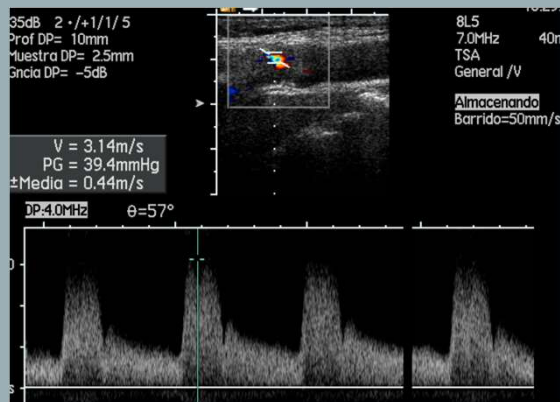 35dB 2 ·/+1/1/ 5
Prof DP= 10mm
Muestra DP= 2.5mm
Gncia DP= -5dB
8L5
7.0MHz 40m
TSA
General /V
Almacenando
Barrido=50mm/s
V = 3.14m/s
PG = 39.4mmHg
±Media = 0.44m/s
DP:4.0MHz θ=57°